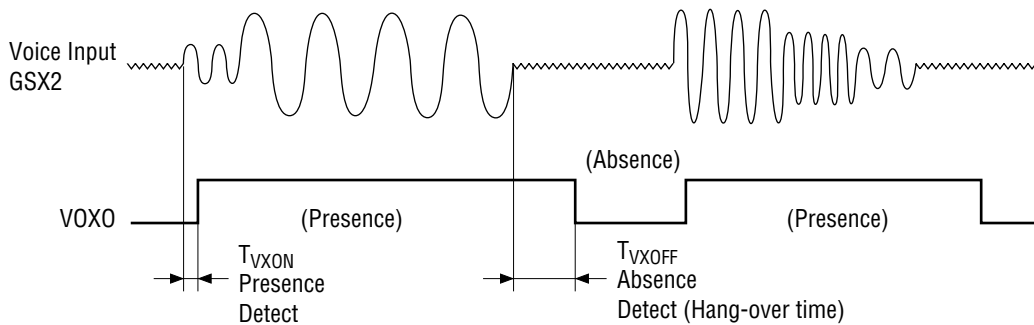 Voice Input
GSX2
(Absence)
VOXO
(Presence)
(Presence)
TVXON
Presence
Detect
TVXOFF
Absence
Detect (Hang-over time)